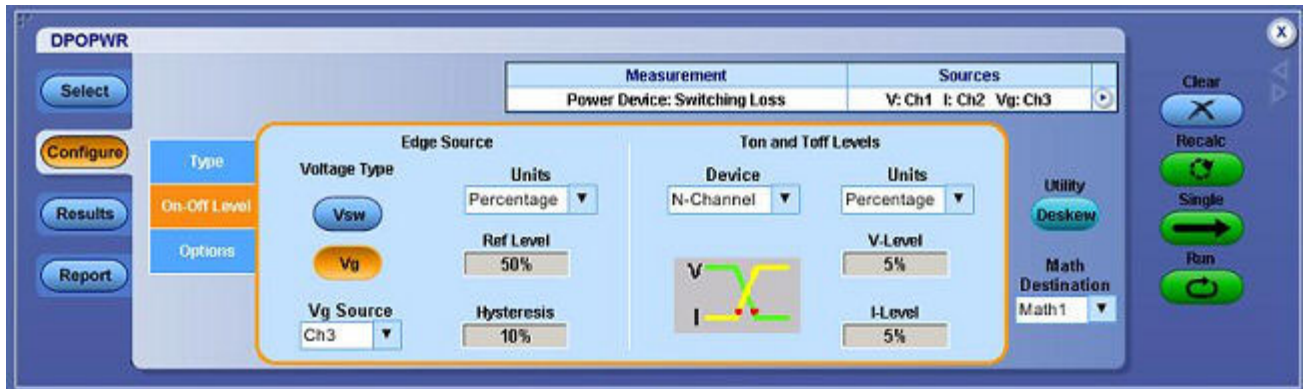 DPOPWR
Select
Configure
Results
Report
Measurement Sources
Power Device: Switching Loss V: Ch1 I: Ch2 Vg: Ch3
Type
On-Off Level
Options
Edge Source
Voltage Type
Vsw
Vg
Vg Source
Ch3
Units
Percentage
Ref Level
50%
Hysteresis
10%
Ton and Toff Levels
Device
N-Channel
V
I
Units
Percentage
V-Level
5%
I-Level
5%
Utility
Deskew
Math
Destination
Math1
X
Clear
Recalc
Single
Run